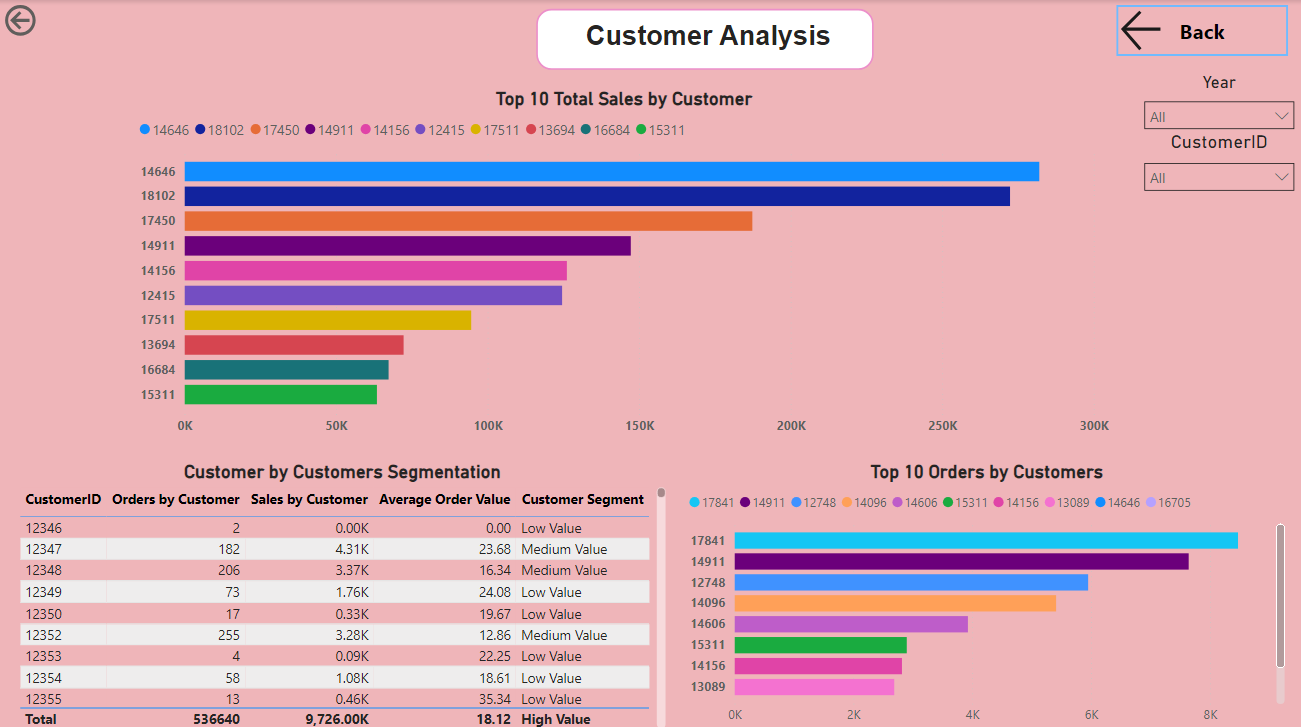 Customer Analysis
Back
Year
All
CustomerID
All
Top 10 Total Sales by Customer
14646 18102 17450 14911 14156 12415 17511 13694 16684 15311
14646
18102
17450
14911
14156
12415
17511
13694
16684
15311
0K 50K 100K 150K 200K 250K 300K
Customer by Customers Segmentation
CustomerID Orders by Customer Sales by Customer Average Order Value Customer Segment
12346 2 0.00K 0.00 Low Value
12347 182 4.31K 23.68 Medium Value
12348 206 3.37K 16.34 Medium Value
12349 73 1.76K 24.08 Low Value
12350 17 0.33K 19.67 Low Value
12352 255 3.28K 12.86 Medium Value
12353 4 0.09K 22.25 Low Value
12354 58 1.08K 18.61 Low Value
12355 13 0.46K 35.34 Low Value
Total 536640 9,726.00K 18.12 High Value
Top 10 Orders by Customers
17841 14911 12748 14096 14606 15311 14156 13089 14646 16705
17841
14911
12748
14096
14606
15311
14156
13089
0K 2K 4K 6K 8K